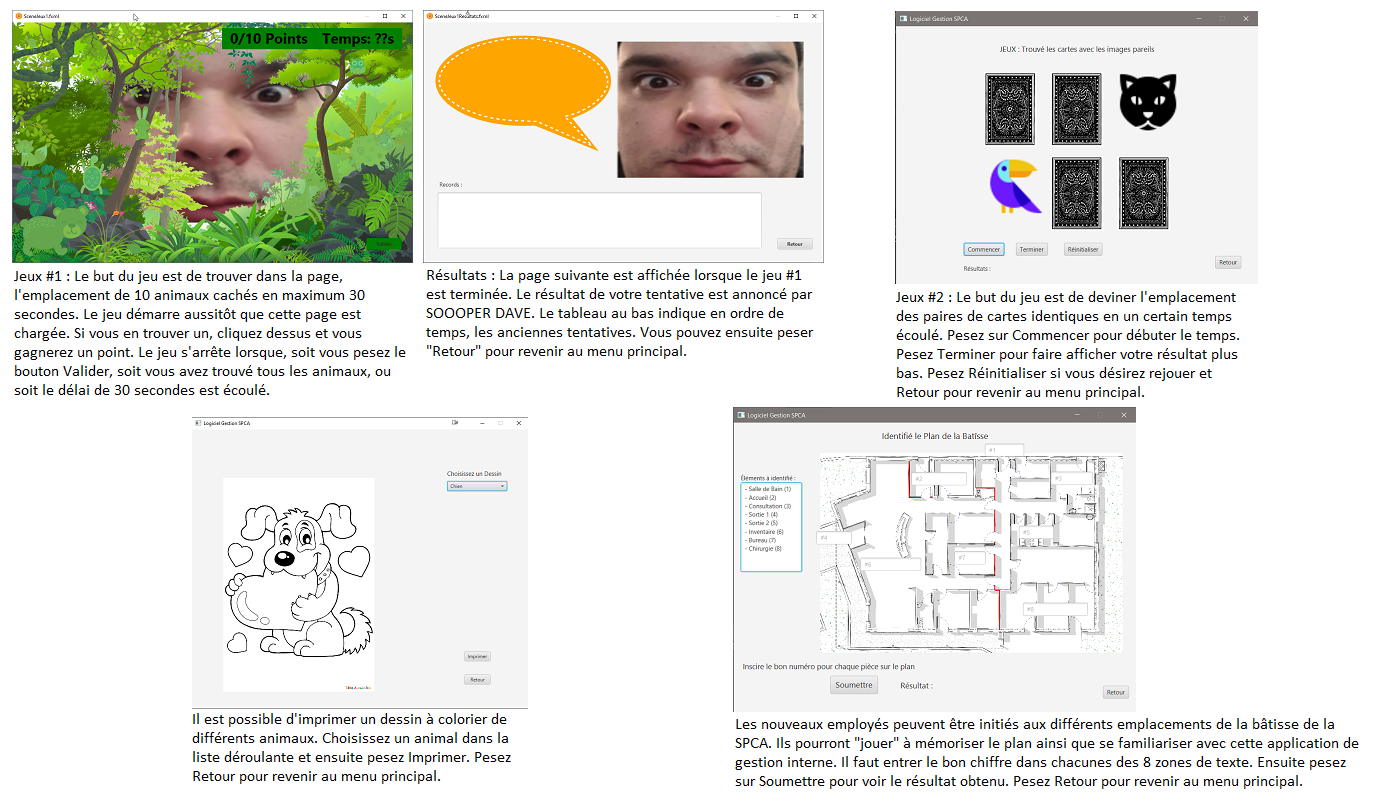 SceneJeux1.fxml
0/10 Points Temps: ??s
Jeux #1 : Le but du jeu est de trouver dans la page,
l'emplacement de 10 animaux cachés en maximum 30
secondes. Le jeu démarre aussitôt que cette page est
chargée. Si vous en trouver un, cliquez dessus et vous
gagnerez un point. Le jeu s'arrête lorsque, soit vous pesez le
bouton Valider, soit vous avez trouvé tous les animaux, ou
soit le délai de 30 secondes est écoulé.
SceneJeux1Resultats.fxml
Records :
Retour
Résultats : La page suivante est affichée lorsque le jeu #1
est terminée. Le résultat de votre tentative est annoncé par
SOOOPER DAVE. Le tableau au bas indique en ordre de
temps, les anciennes tentatives. Vous pouvez ensuite peser
"Retour" pour revenir au menu principal.
Logiciel Gestion SPCA
JEUX : Trouvé les cartes avec les images pareils
Commencer Terminer Réinitialiser
Retour
Résultats :
Jeux #2 : Le but du jeu est de deviner l'emplacement
des paires de cartes identiques en un certain temps
écoulé. Pesez sur Commencer pour débuter le temps.
Pesez Terminer pour faire afficher votre résultat plus
bas. Pesez Réinitialiser si vous désirez rejouer et
Retour pour revenir au menu principal.
Logiciel Gestion SPCA
Choisissez un Dessin
Chien
Imprimer
Retour
Il est possible d'imprimer un dessin à colorier de
différents animaux. Choisissez un animal dans la
liste déroulante et ensuite pesez Imprimer. Pesez
Retour pour revenir au menu principal.
Logiciel Gestion SPCA
Identifié le Plan de la Batîsse
#1
Éléments à identifié :
- Salle de Bain (1)
- Accueil (2)
- Consultation (3)
- Sortie 1 (4)
- Sortie 2 (5)
- Inventaire (6)
- Bureau (7)
- Chirurgie (8)
#2
#3
#4
#5
#6
#7
#8
Inscire le bon numéro pour chaque pièce sur le plan
Soumettre Résultat :
Retour
Les nouveaux employés peuvent être initiés aux différents emplacements de la bâtisse de la
SPCA. Ils pourront "jouer" à mémoriser le plan ainsi que se familiariser avec cette application de
gestion interne. Il faut entrer le bon chiffre dans chacunes des 8 zones de texte. Ensuite pesez
sur Soumettre pour voir le résultat obtenu. Pesez Retour pour revenir au menu principal.